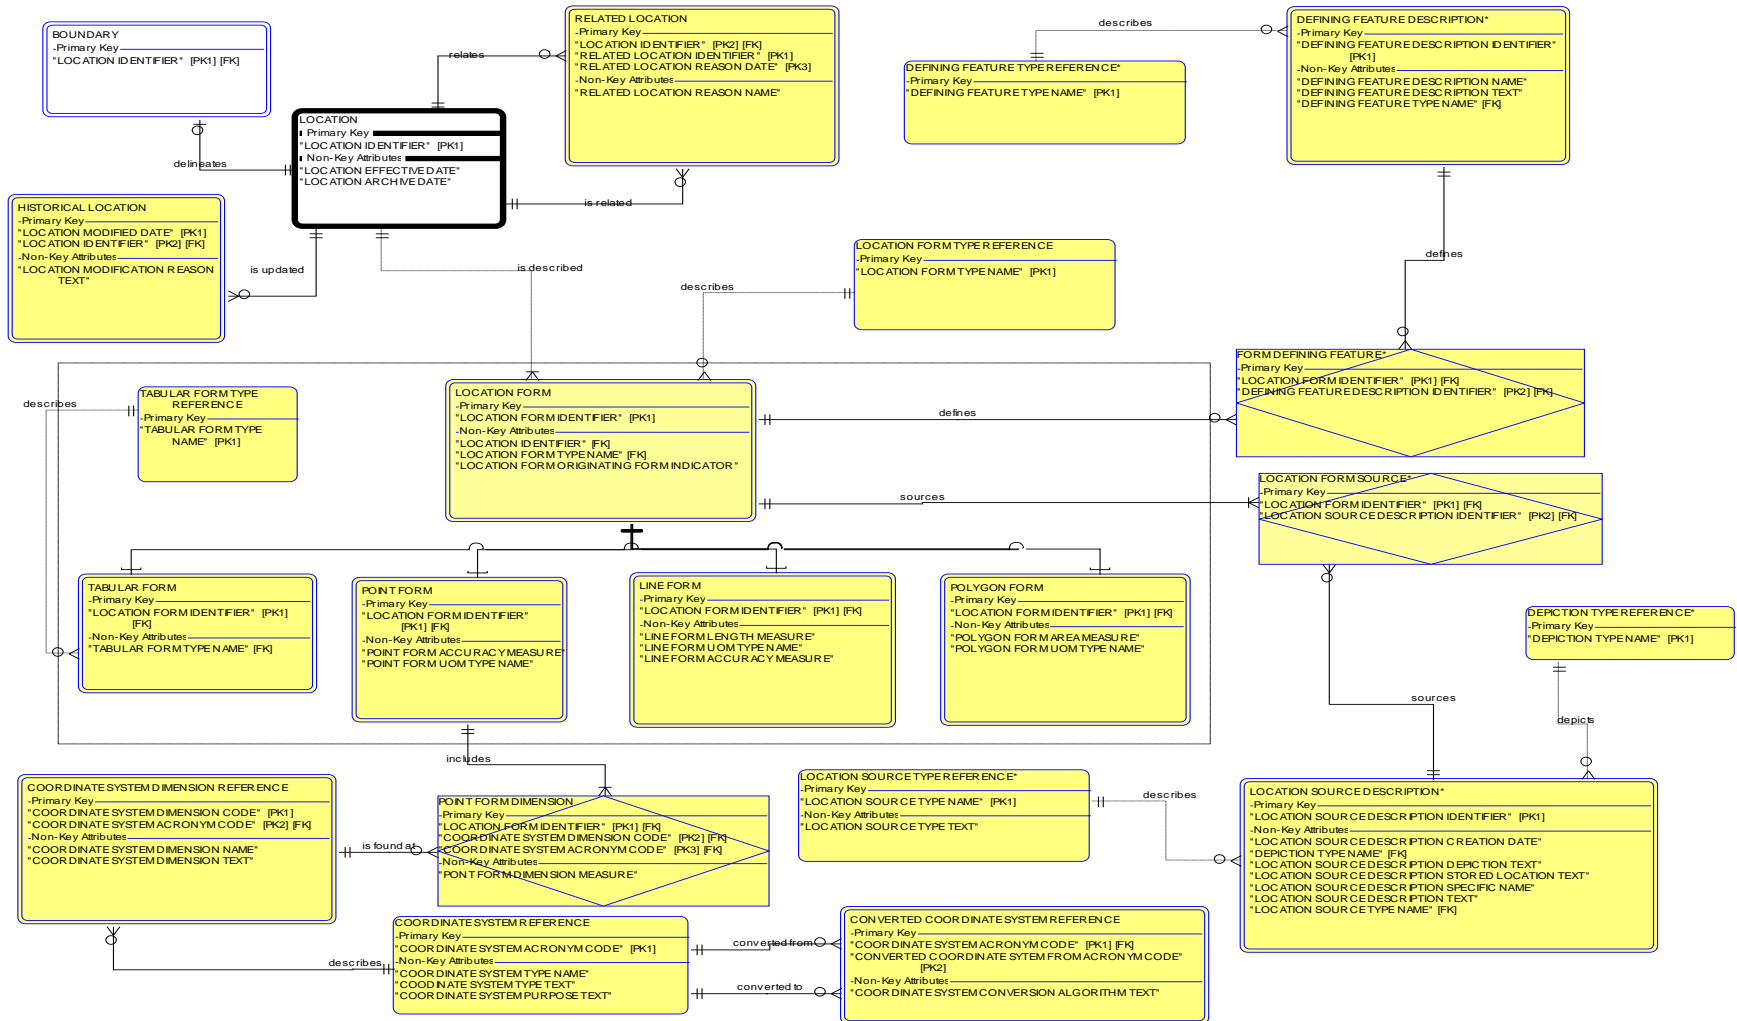 BOUNDARY
-Primary Key
"LOCATION IDENTIFIER" [PK1] [FK]
RELATED LOCATION
-Primary Key
"LOCATION IDENTIFIER" [PK2] [FK]
"RELATED LOCATION IDENTIFIER" [PK1]
"RELATED LOCATION REASON DATE" [PK3]
-Non-Key Attributes
"RELATED LOCATION REASON NAME"
DEFINING FEATURE TYPE REFERENCE*
-Primary Key
"DEFINING FEATURE TYPE NAME" [PK1]
DEFINING FEATURE DESCRIPTION*
-Primary Key
"DEFINING FEATURE DESCRIPTION IDENTIFIER"
[PK1]
-Non-Key Attributes
"DEFINING FEATURE DESCRIPTION NAME"
"DEFINING FEATURE DESCRIPTION TEXT"
"DEFINING FEATURE TYPE NAME" [FK]
describes
relates
LOCATION
Primary Key
"LOCATION IDENTIFIER" [PK1]
Non-Key Attributes
"LOCATION EFFECTIVE DATE"
"LOCATION ARCHIVE DATE"
delineates
is related
HISTORICAL LOCATION
-Primary Key
"LOCATION MODIFIED DATE" [PK1]
"LOCATION IDENTIFIER" [PK2] [FK]
-Non-Key Attributes
"LOCATION MODIFICATION REASON
TEXT"
is updated
is described
describes
LOCATION FORM TYPE REFERENCE
-Primary Key
"LOCATION FORM TYPE NAME" [PK1]
defines
FORM DEFINING FEATURE*
-Primary Key
"LOCATION FORM IDENTIFIER" [PK1] [FK]
"DEFINING FEATURE DESCRIPTION IDENTIFIER" [PK2] [FK]
describes
TABULAR FORM TYPE
REFERENCE
-Primary Key
"TABULAR FORM TYPE
NAME" [PK1]
LOCATION FORM
-Primary Key
"LOCATION FORM IDENTIFIER" [PK1]
-Non-Key Attributes
"LOCATION IDENTIFIER" [FK]
"LOCATION FORM TYPE NAME" [FK]
"LOCATION FORM ORIGINATING FORM INDICATOR"
defines
sources
LOCATION FORM SOURCE*
-Primary Key
"LOCATION FORM IDENTIFIER" [PK1] [FK]
"LOCATION SOURCE DESCRIPTION IDENTIFIER" [PK2] [FK]
TABULAR FORM
-Primary Key
"LOCATION FORM IDENTIFIER" [PK1]
[FK]
-Non-Key Attributes
"TABULAR FORM TYPE NAME" [FK]
POINT FORM
-Primary Key
"LOCATION FORM IDENTIFIER"
[PK1] [FK]
-Non-Key Attributes
"POINT FORM ACCURACY MEASURE"
"POINT FORM UOM TYPE NAME"
LINE FORM
-Primary Key
"LOCATION FORM IDENTIFIER" [PK1] [FK]
-Non-Key Attributes
"LINE FORM LENGTH MEASURE"
"LINE FORM UOM TYPE NAME"
"LINE FORM ACCURACY MEASURE"
POLYGON FORM
-Primary Key
"LOCATION FORM IDENTIFIER" [PK1] [FK]
-Non-Key Attributes
"POLYGON FORM AREA MEASURE"
"POLYGON FORM UOM TYPE NAME"
DEPICTION TYPE REFERENCE*
-Primary Key
"DEPICTION TYPE NAME" [PK1]
sources
depicts
includes
COORDINATE SYSTEM DIMENSION REFERENCE
-Primary Key
"COORDINATE SYSTEM DIMENSION CODE" [PK1]
"COORDINATE SYSTEM ACRONYM CODE" [PK2] [FK]
-Non-Key Attributes
"COORDINATE SYSTEM DIMENSION NAME"
"COORDINATE SYSTEM DIMENSION TEXT"
is found at
POINT FORM DIMENSION
-Primary Key
"LOCATION FORM IDENTIFIER" [PK1] [FK]
"COORDINATE SYSTEM DIMENSION CODE" [PK2] [FK]
"COORDINATE SYSTEM ACRONYM CODE" [PK3] [FK]
-Non-Key Attributes
"PONT FORM DIMENSION MEASURE"
LOCATION SOURCE TYPE REFERENCE*
-Primary Key
"LOCATION SOURCE TYPE NAME" [PK1]
-Non-Key Attributes
"LOCATION SOURCE TYPE TEXT"
describes
LOCATION SOURCE DESCRIPTION*
-Primary Key
"LOCATION SOURCE DESCRIPTION IDENTIFIER" [PK1]
-Non-Key Attributes
"LOCATION SOURCE DESCRIPTION CREATION DATE"
"DEPICTION TYPE NAME" [FK]
"LOCATION SOURCE DESCRIPTION DEPICTION TEXT"
"LOCATION SOURCE DESCRIPTION STORED LOCATION TEXT"
"LOCATION SOURCE DESCRIPTION SPECIFIC NAME"
"LOCATION SOURCE DESCRIPTION TEXT"
"LOCATION SOURCE TYPE NAME" [FK]
describes
COORDINATE SYSTEM REFERENCE
-Primary Key
"COORDINATE SYSTEM ACRONYM CODE" [PK1]
-Non-Key Attributes
"COORDINATE SYSTEM TYPE NAME"
"COODINATE SYSTEM TYPE TEXT"
"COORDINATE SYSTEM PURPOSE TEXT"
converted from
converted to
CONVERTED COORDINATE SYSTEM REFERENCE
-Primary Key
"COORDINATE SYSTEM ACRONYM CODE" [PK1] [FK]
"CONVERTED COORDINATE SYTEM FROM ACRONYM CODE"
[PK2]
-Non-Key Attributes
"COORDINATE SYSTEM CONVERSION ALGORITHM TEXT"